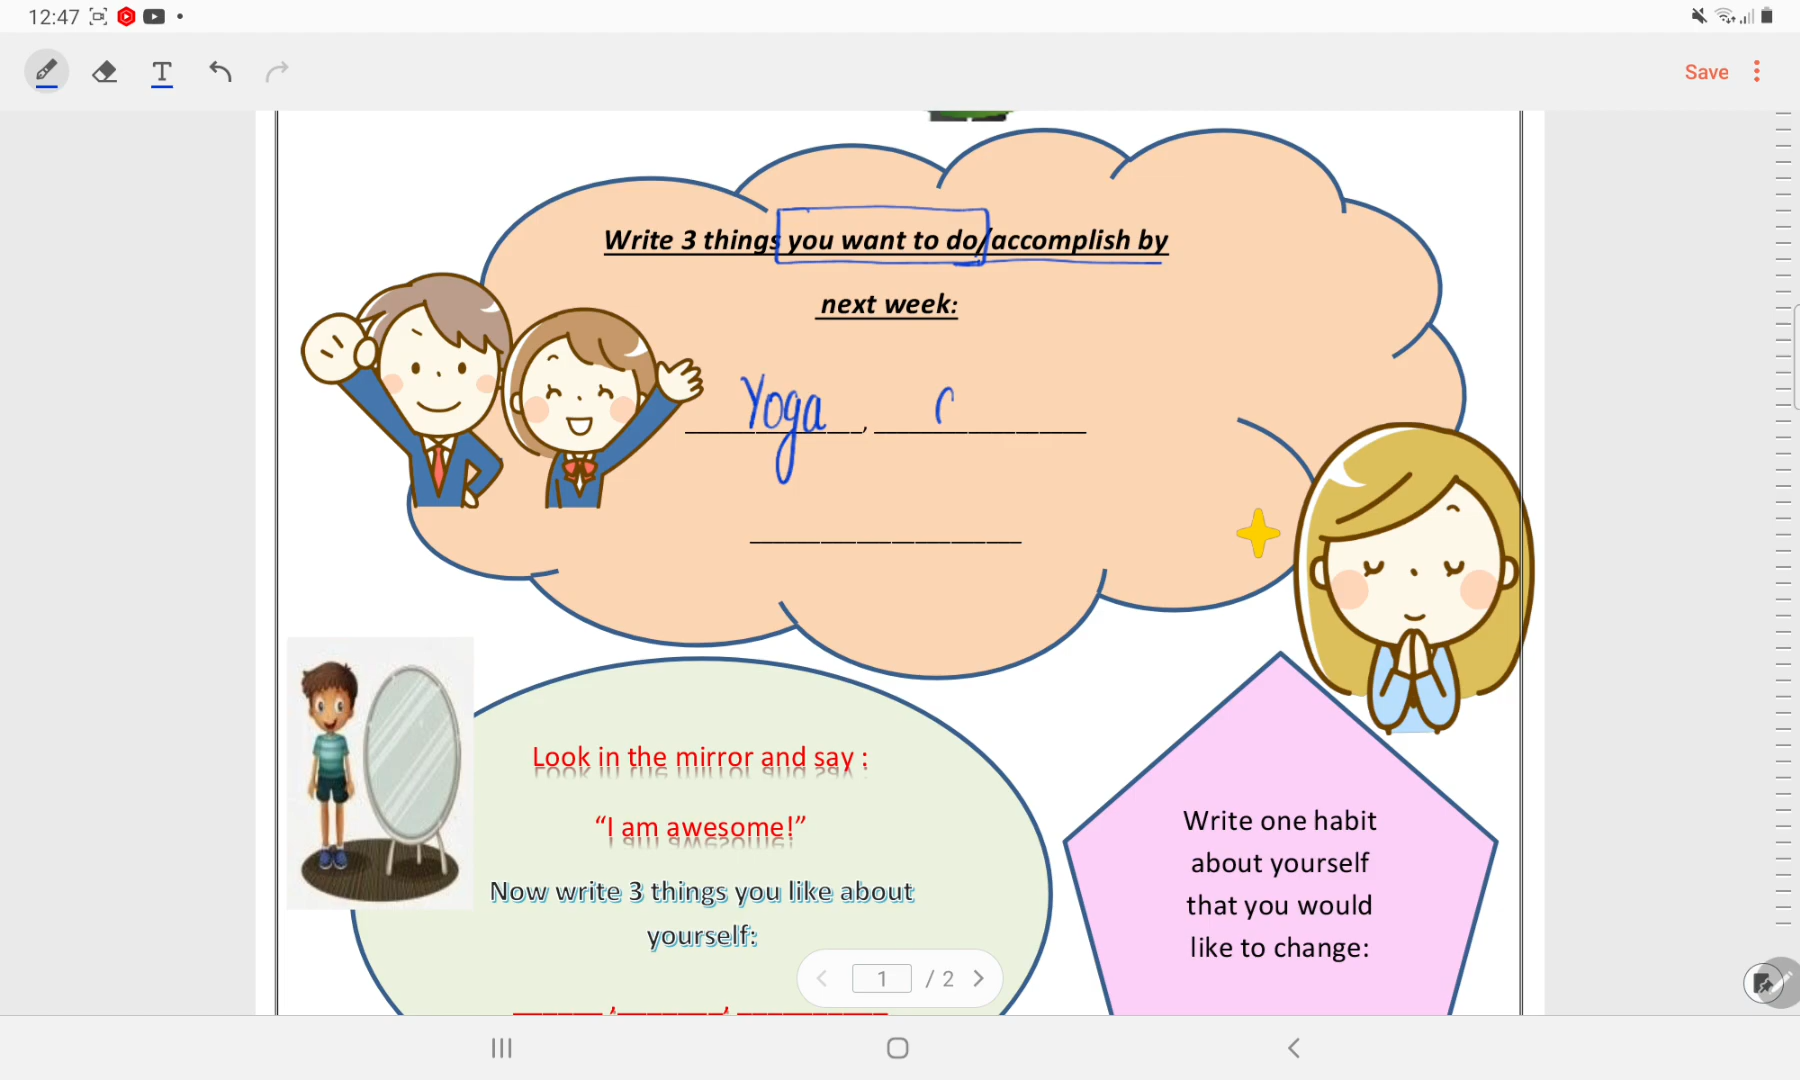 12:47
Save
Write 3 things you want to do/accomplish by
next week:
Yoga, 
Look in the mirror and say :
“I am awesome!”
Now write 3 things you like about
yourself:
Write one habit
about yourself
that you would
like to change:
1 / 2